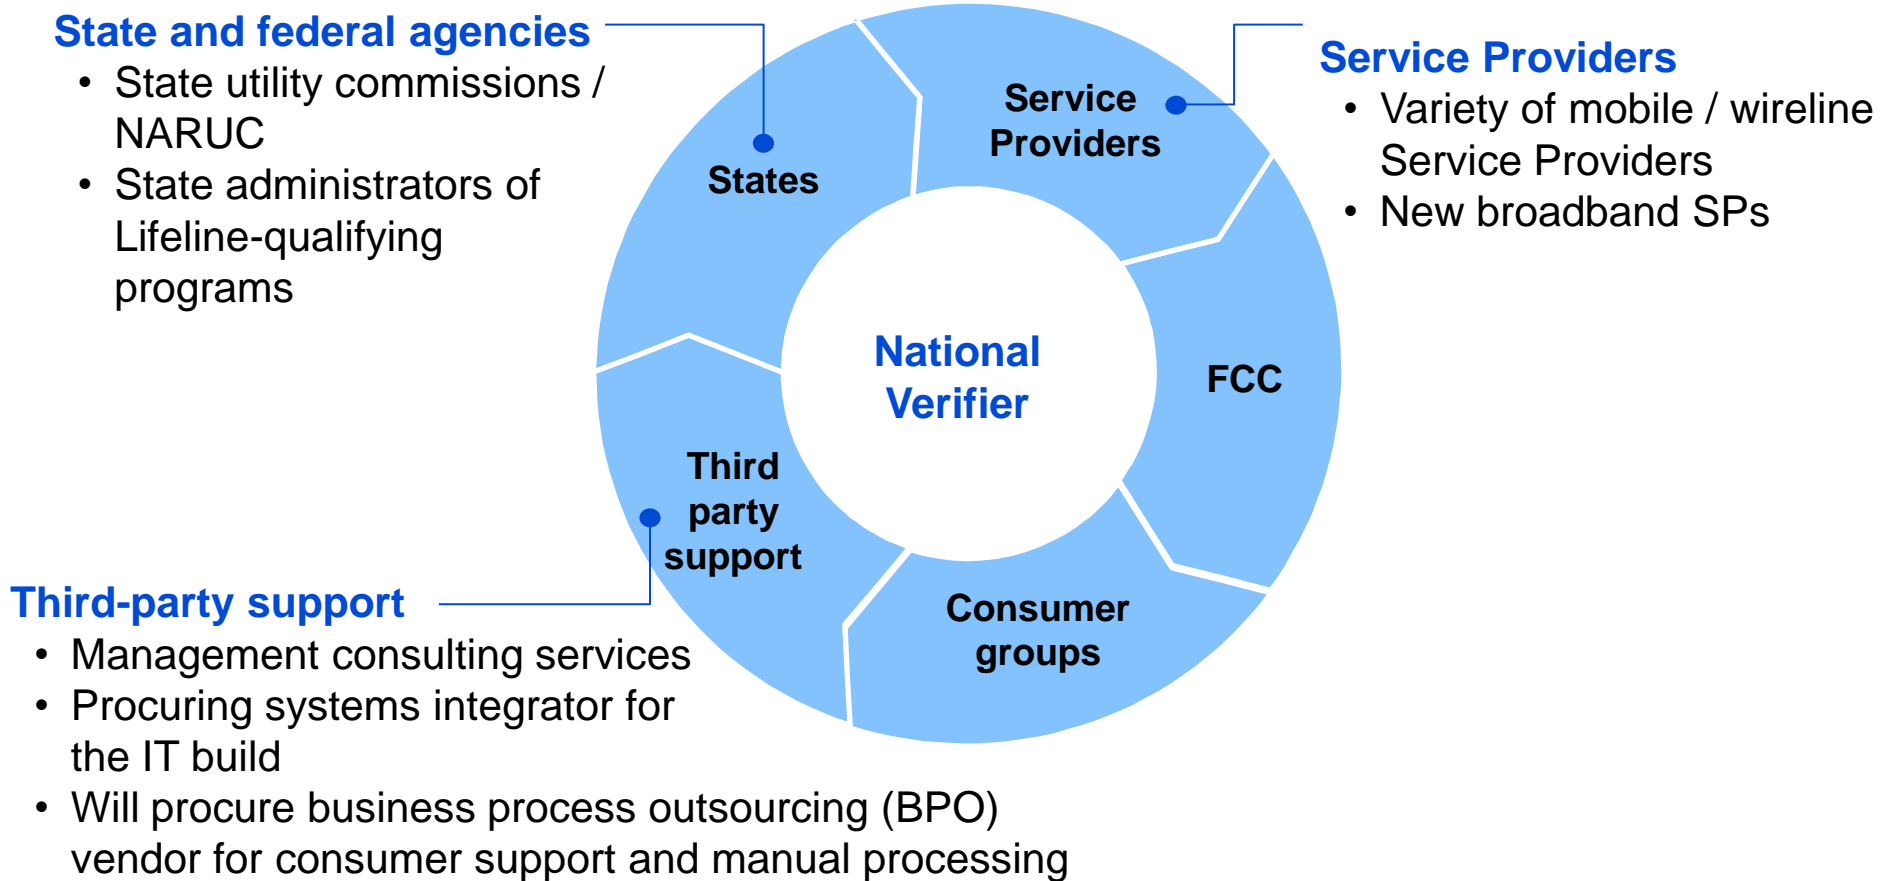 State and federal agencies
• State utility commissions /
NARUC
• State administrators of
Lifeline-qualifying
programs
Service Providers
• Variety of mobile / wireline
Service Providers
• New broadband SPs
Service
Providers
States
FCC
National
Verifier
Third
party
support
Consumer
groups
Third-party support
• Management consulting services
• Procuring systems integrator for
the IT build
• Will procure business process outsourcing (BPO)
vendor for consumer support and manual processing